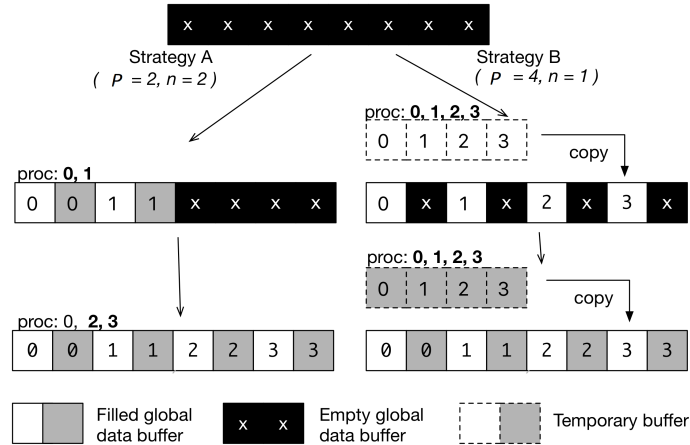 x x x x x x x x
Strategy A
( P = 2, n = 2 )
Strategy B
( P = 4, n = 1 )
proc: 0, 1, 2, 3
0 1 2 3
copy
proc: 0, 1
0 0 1 1 x x x x
0 x 1 x 2 x 3 x
proc: 0, 1, 2, 3
0 1 2 3
copy
proc: 0, 2, 3
0 0 1 1 2 2 3 3
0 0 1 1 2 2 3 3
Filled global
data buffer
x x
Empty global
data buffer
Temporary buffer